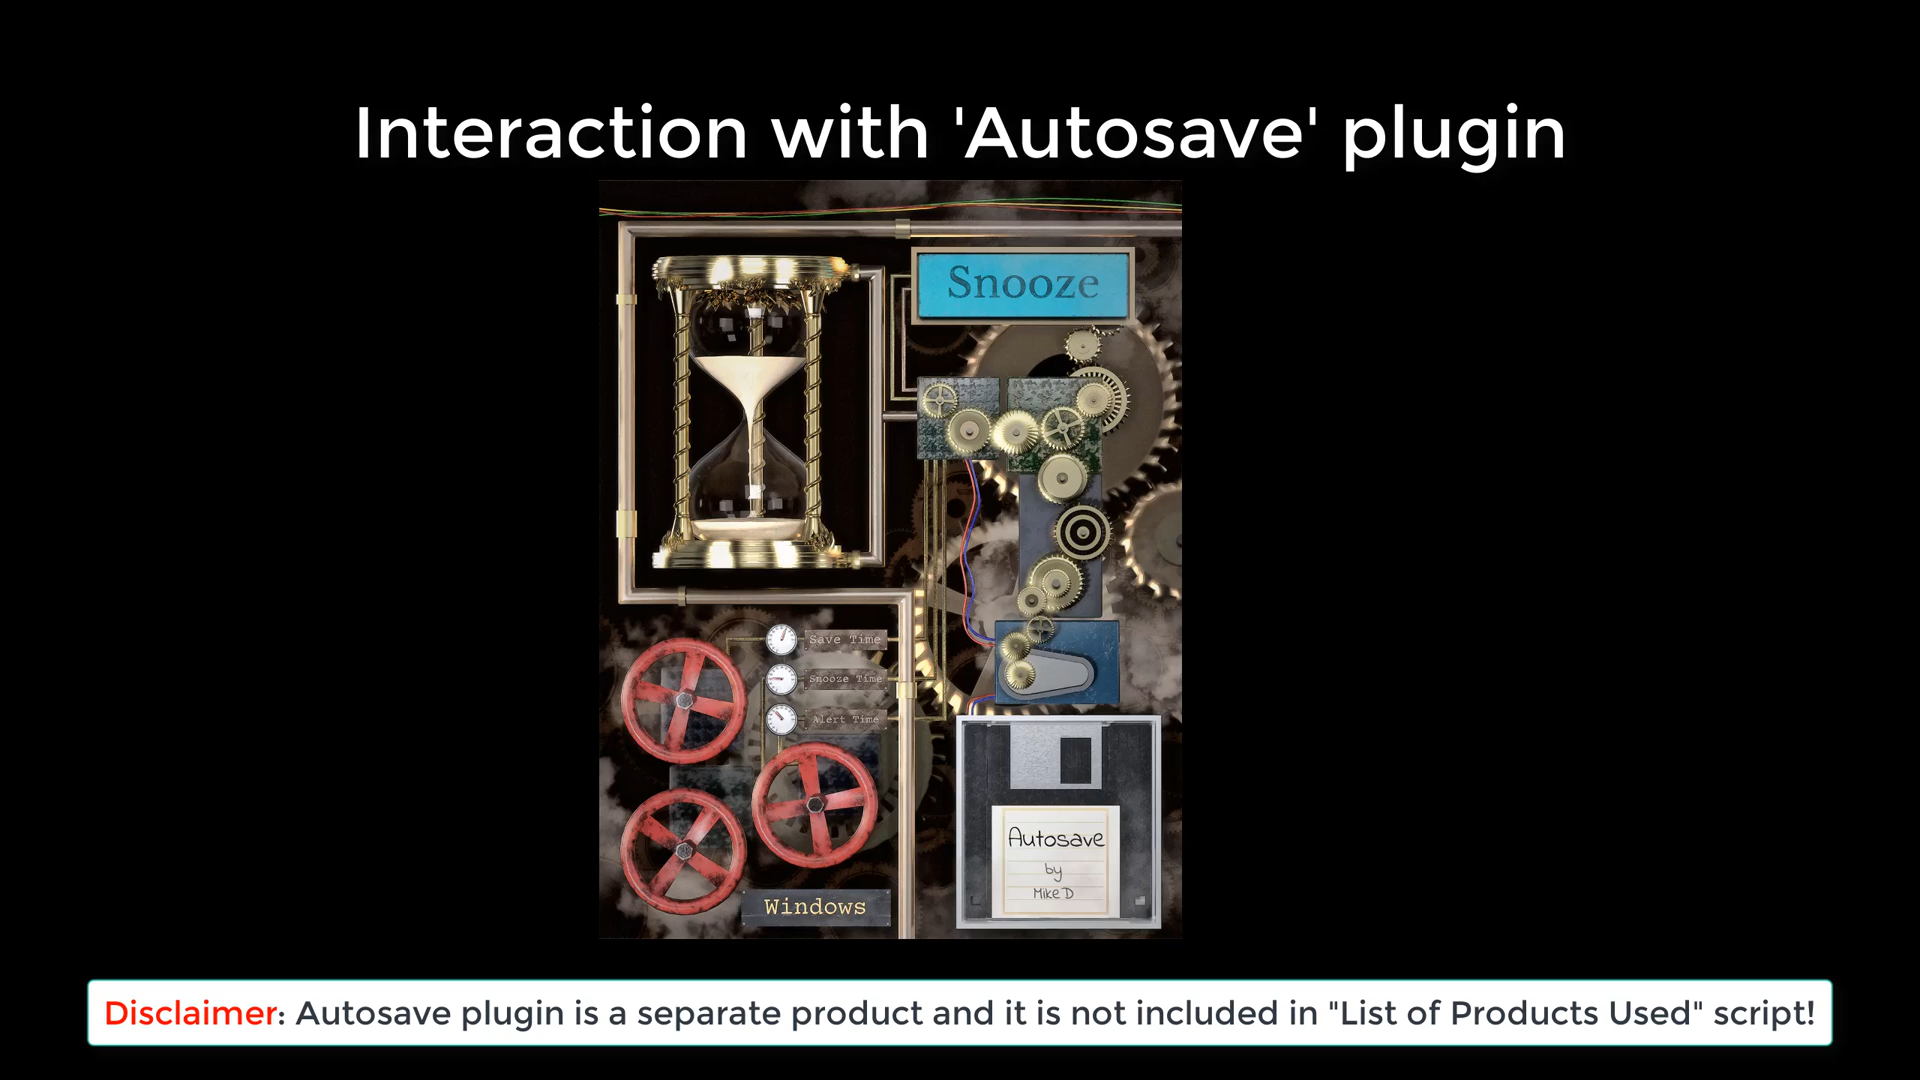 Interaction with 'Autosave' plugin
Snooze
Save Time
Snooze Time
Alert Time
Autosave
by
Mike D
Windows
Disclaimer: Autosave plugin is a separate product and it is not included in "List of Products Used" script!